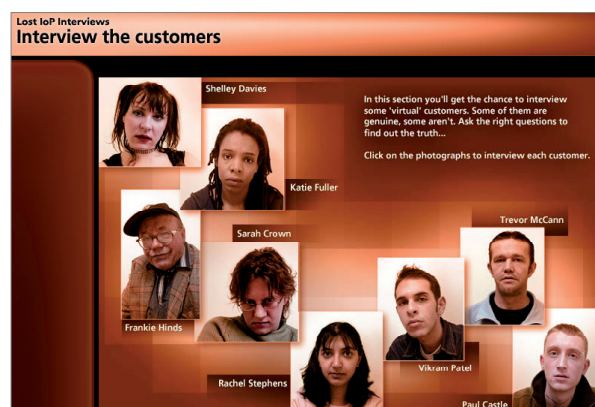 Lost IoP Interviews
Interview the customers
Shelley Davies
In this section you'll get the chance to interview
some 'virtual' customers. Some of them are
genuine, some aren't. Ask the right questions to
find out the truth...
Click on the photographs to interview each customer.
Katie Fuller
Trevor McCann
Sarah Crown
Frankie Hinds
Vikram Patel
Rachel Stephens
Paul Castle